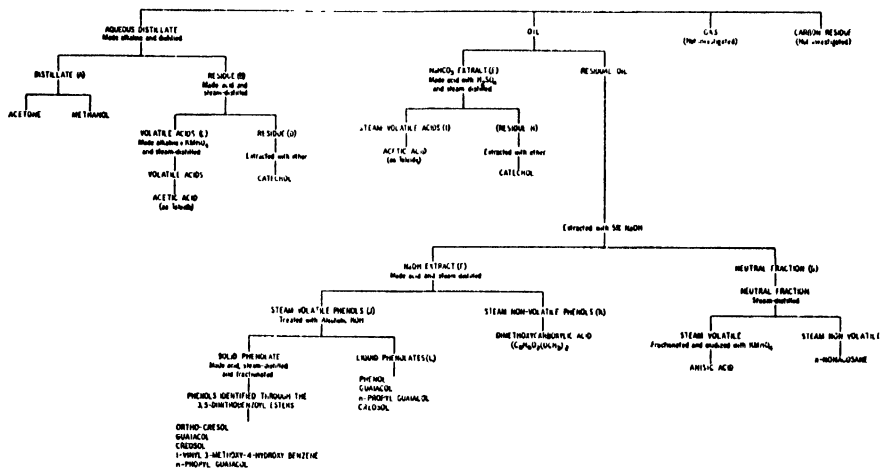 AQUEOUS DISTILLATE
Made alkaline and distilled
OIL
GAS
(Not investigated)
CARBON RESIDUE
(Not investigated)
DISTILLATE (A)
RESIDUE (B)
Made acid and
steam-distilled
NaHCO3 EXTRACT (E)
Made acid with H2SO4
and steam distilled
RESIDUAL OIL
ACETONE
METHANOL
VOLATILE ACIDS (C)
Made alkaline + KMnO4
and steam-distilled
RESIDUE (D)
Extracted with ether
CATECHOL
STEAM VOLATILE ACIDS (I)
(RESIDUE H)
ACETIC ACID
Extracted with ether
CATECHOL
VOLATILE ACIDS
ACETIC ACID
Extracted with 5% NaOH
NaOH EXTRACT (F)
Made acid and steam distilled
NEUTRAL FRACTION (G)
NEUTRAL FRACTION
Steam-distilled
STEAM VOLATILE PHENOLS (J)
Treated with Alcoholic KOH
STEAM NON-VOLATILE PHENOLS (K)
DIMETHOXYCARBOXYLIC ACID
STEAM VOLATILE
Fractionated and oxidized with KMnO4
STEAM NON VOLATILE
ANISIC ACID
n-NONACOSANE
SOLID PHENOLATE
Made acid, steam-distilled
and fractionated
LIQUID PHENOLATES (L)
PHENOLS IDENTIFIED THROUGH THE
3,5-DINITROBENZOYL ESTERS
PHENOL
GUAIACOL
n-PROPYL GUAIACOL
CREOSOL
ORTHO-CRESOL
GUAIACOL
CREOSOL
1-VINYL 3-METHOXY-4-HYDROXY BENZENE
n-PROPYL GUAIACOL